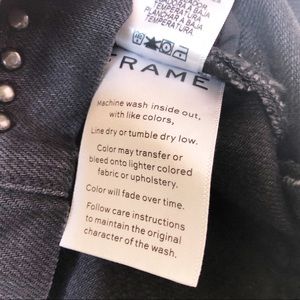 TEMPERATURA
PLANCHAR A BAJA
TEMPERATURA
FRAME
Machine wash inside out,
with like colors,
Line dry or tumble dry low.
Color may transfer or
bleed onto lighter colored
fabric or upholstery.
Color will fade over time.
Follow care instructions
to maintain the original
character of the wash.